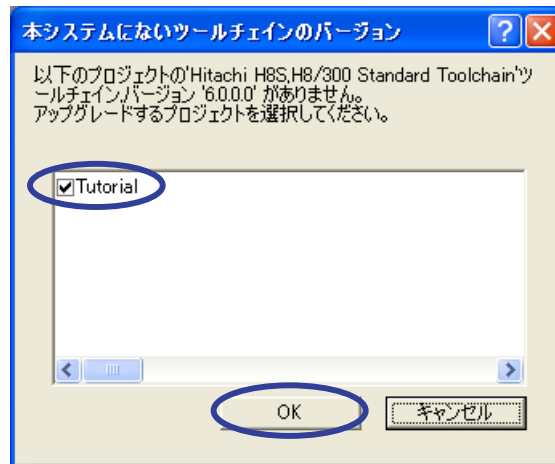 本システムにないツールチェインのバージョン
以下のプロジェクトの'Hitachi H8S,H8/300 Standard Toolchain'ツ
ールチェイン,バージョン '6.0.0.0' がありません。
アップグレードするプロジェクトを選択してください。
Tutorial
OK
キャンセル